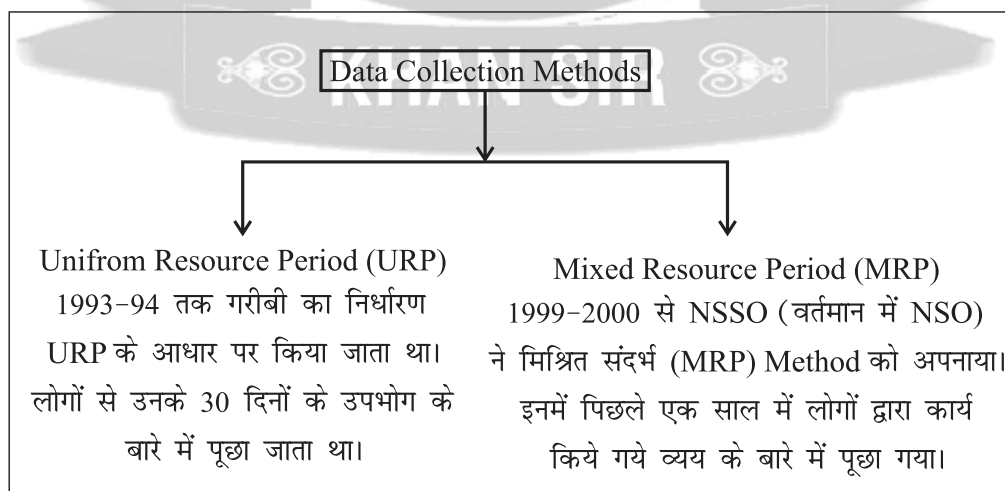 KHAN SIR
Data Collection Methods
Unifrom Resource Period (URP)
1993-94 तक गरीबी का निर्धारण
URP के आधार पर किया जाता था।
लोगों से उनके 30 दिनों के उपभोग के
बारे में पूछा जाता था।
Mixed Resource Period (MRP)
1999-2000 से NSSO (वर्तमान में NSO)
ने मिश्रित संदर्भ (MRP) Method को अपनाया।
इनमें पिछले एक साल में लोगों द्वारा कार्य
किये गये व्यय के बारे में पूछा गया।